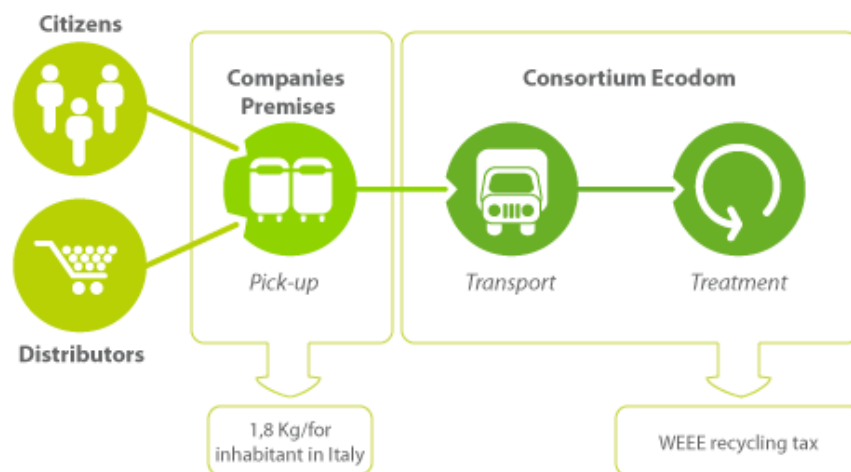 Citizens
Companies
Premises
Consortium Ecodom
Pick-up
Transport
Treatment
Distributors
1,8 Kg/for
inhabitant in Italy
WEEE recycling tax